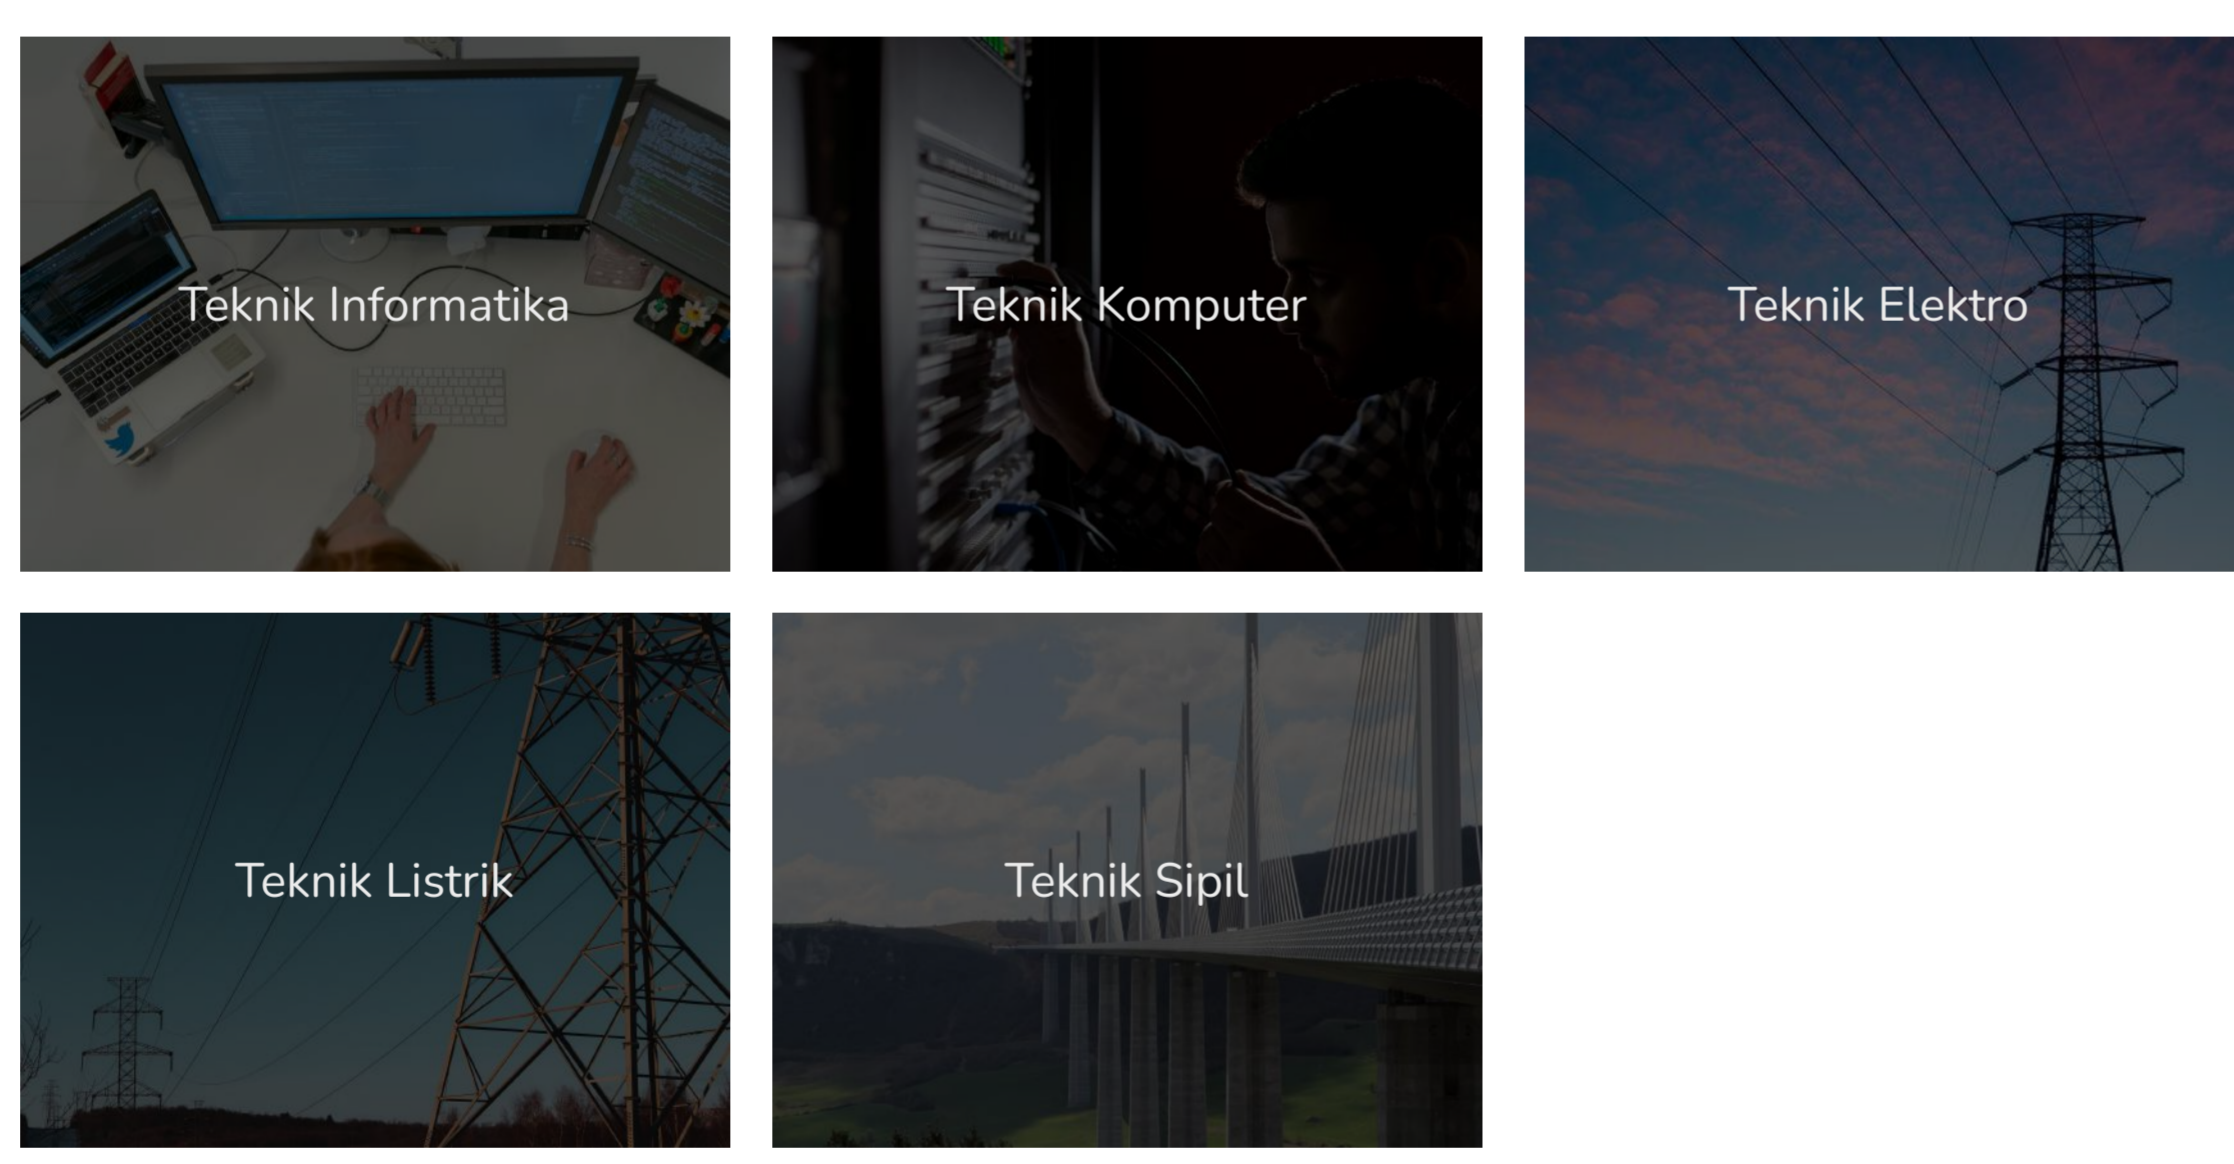 Teknik Informatika
Teknik Komputer
Teknik Elektro
Teknik Listrik
Teknik Sipil